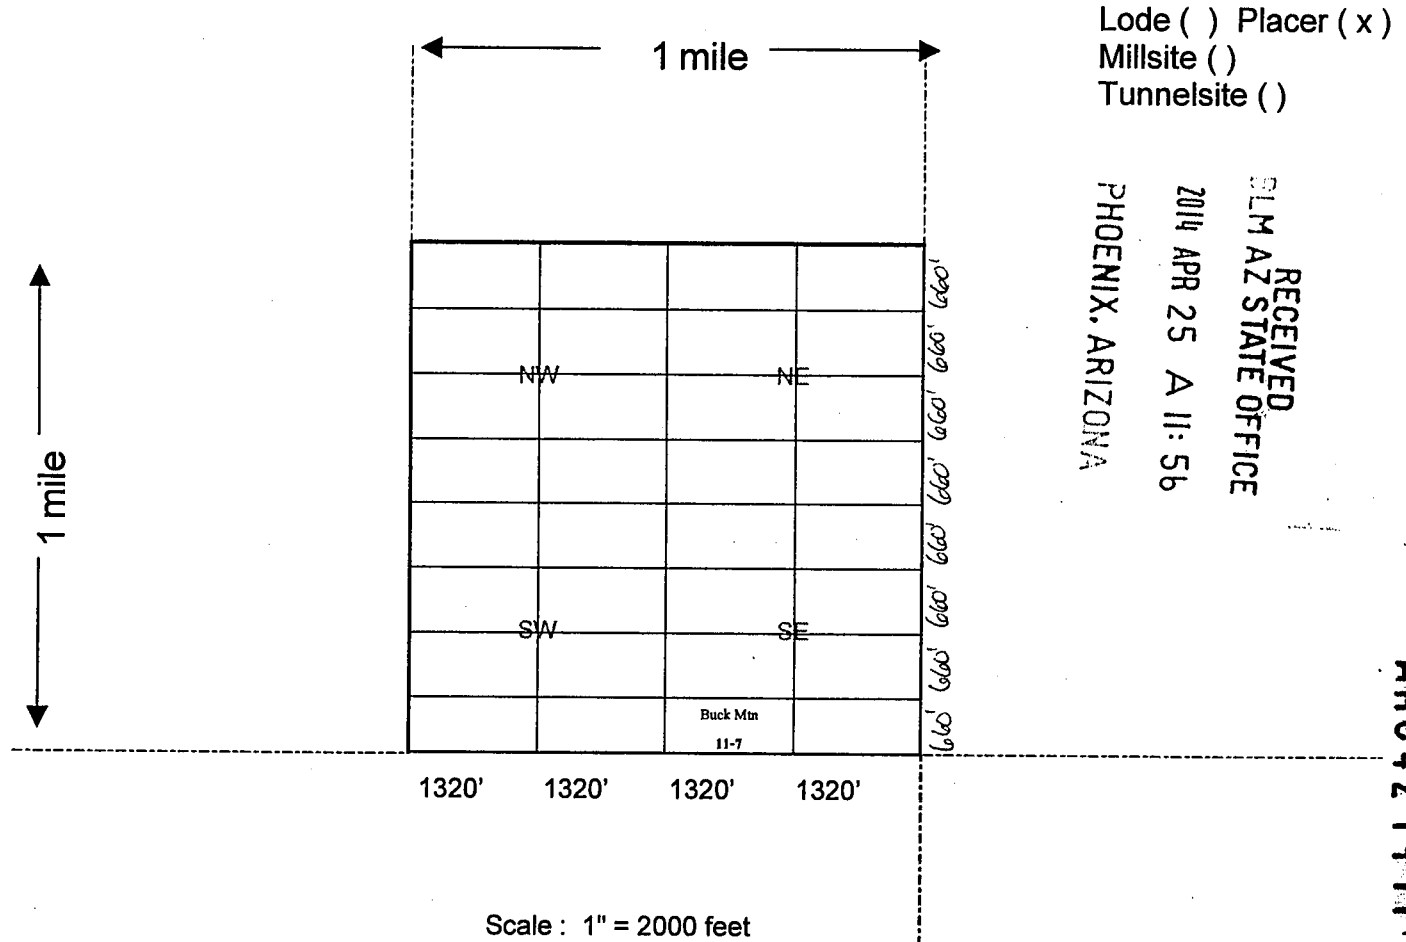 Lode ( ) Placer ( x )
Millsite ( )
Tunnelsite ( )
1 mile
RECEIVED
BLM AZ STATE OFFICE
2014 APR 25 A 11: 56
PHOENIX, ARIZONA
1 mile
NW
NE
SW
SE
660'
660'
660'
660'
660'
660'
660'
660'
Buck Mtn
11-7
1320' 1320' 1320' 1320'
Scale : 1" = 2000 feet